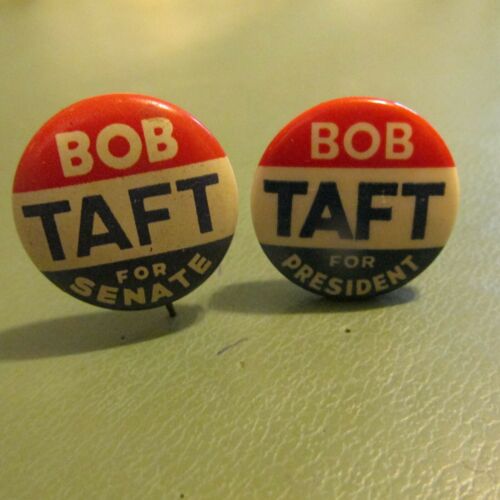 BOB
TAFT
FOR
SENATE
BOB
TAFT
FOR
PRESIDENT